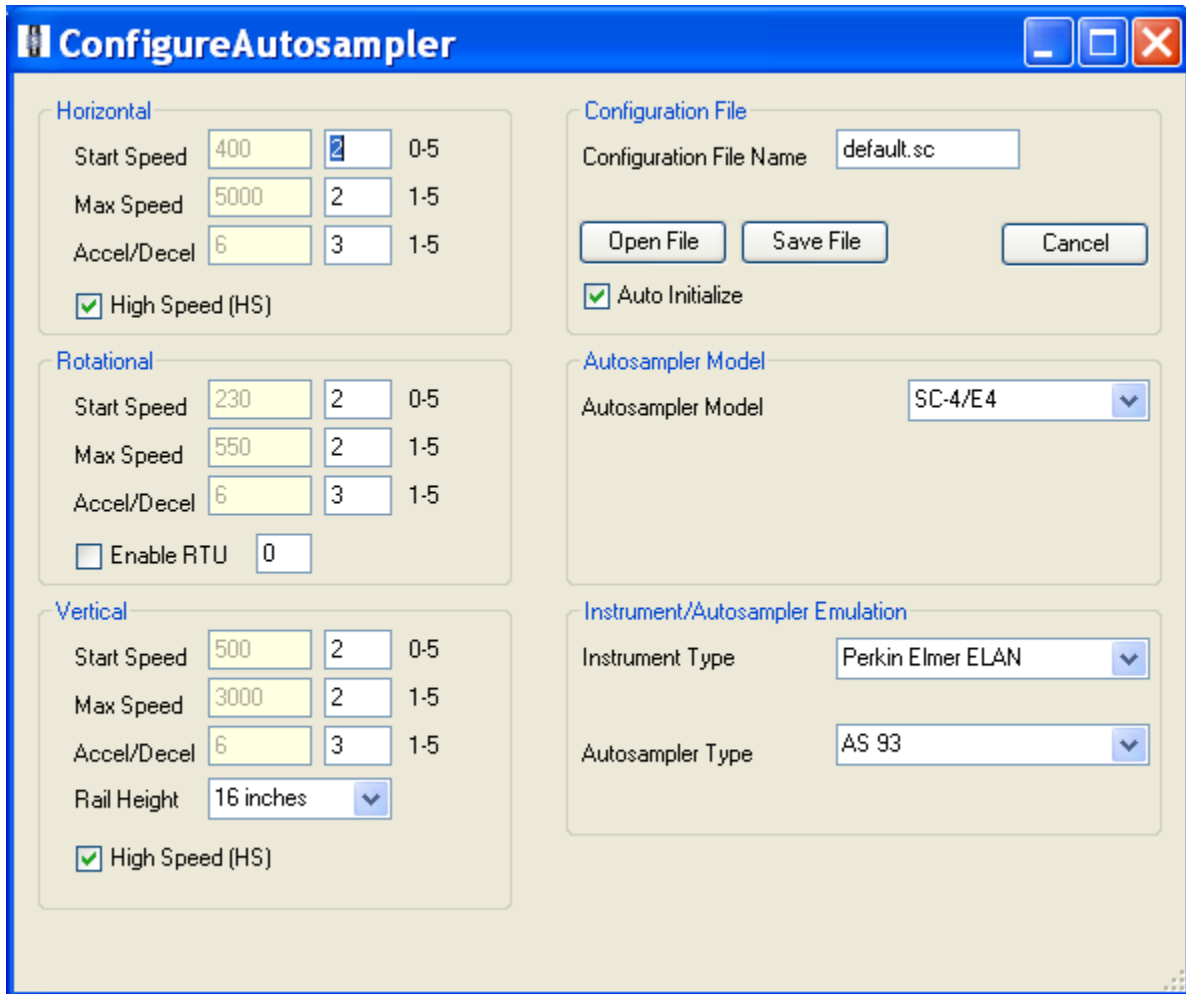 ConfigureAutosampler
Horizontal
Start Speed 400 2 0-5
Max Speed 5000 2 1-5
Accel/Decel 6 3 1-5
High Speed (HS)
Rotational
Start Speed 230 2 0-5
Max Speed 550 2 1-5
Accel/Decel 6 3 1-5
Enable RTU 0
Vertical
Start Speed 500 2 0-5
Max Speed 3000 2 1-5
Accel/Decel 6 3 1-5
Rail Height 16 inches
High Speed (HS)
Configuration File
Configuration File Name default.sc
Open File Save File Cancel
Auto Initialize
Autosampler Model
Autosampler Model SC-4/E4
Instrument/Autosampler Emulation
Instrument Type Perkin Elmer ELAN
Autosampler Type AS 93